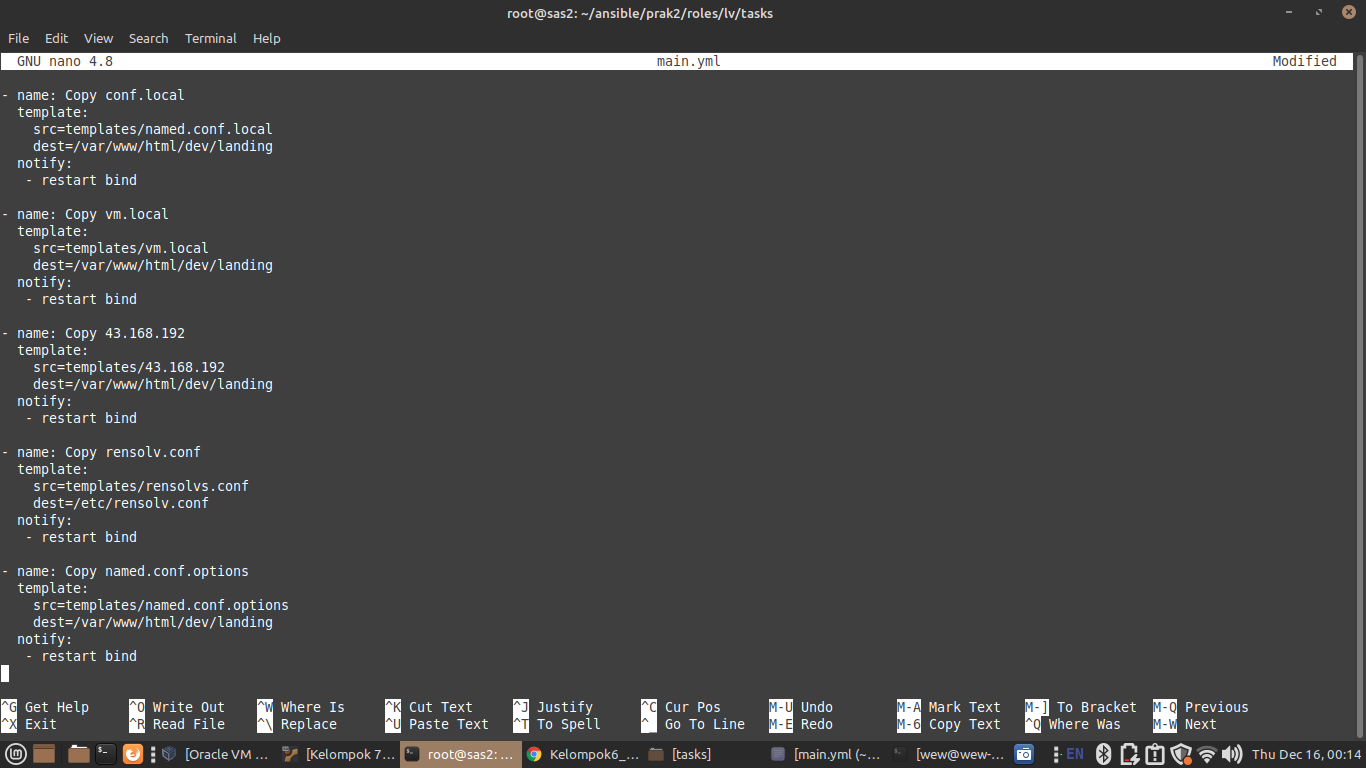 root@sas2: ~/ansible/prak2/roles/lv/tasks
File Edit View Search Terminal Help
GNU nano 4.8 main.yml Modified
- name: Copy conf.local
  template:
    src=templates/named.conf.local
    dest=/var/www/html/dev/landing
  notify:
   - restart bind
- name: Copy vm.local
  template:
    src=templates/vm.local
    dest=/var/www/html/dev/landing
  notify:
   - restart bind
- name: Copy 43.168.192
  template:
    src=templates/43.168.192
    dest=/var/www/html/dev/landing
  notify:
   - restart bind
- name: Copy rensolv.conf
  template:
    src=templates/rensolvs.conf
    dest=/etc/rensolv.conf
  notify:
   - restart bind
- name: Copy named.conf.options
  template:
    src=templates/named.conf.options
    dest=/var/www/html/dev/landing
  notify:
   - restart bind
^G Get Help ^O Write Out ^W Where Is ^K Cut Text ^J Justify ^C Cur Pos M-U Undo M-A Mark Text M-] To Bracket M-Q Previous
^X Exit ^R Read File ^\ Replace ^U Paste Text ^T To Spell ^_ Go To Line M-E Redo M-6 Copy Text ^Q Where Was M-W Next
[Oracle VM ... [Kelompok 7... root@sas2: ... Kelompok6_... [tasks] [main.yml (~... [wew@wew-... EN Thu Dec 16, 00:14